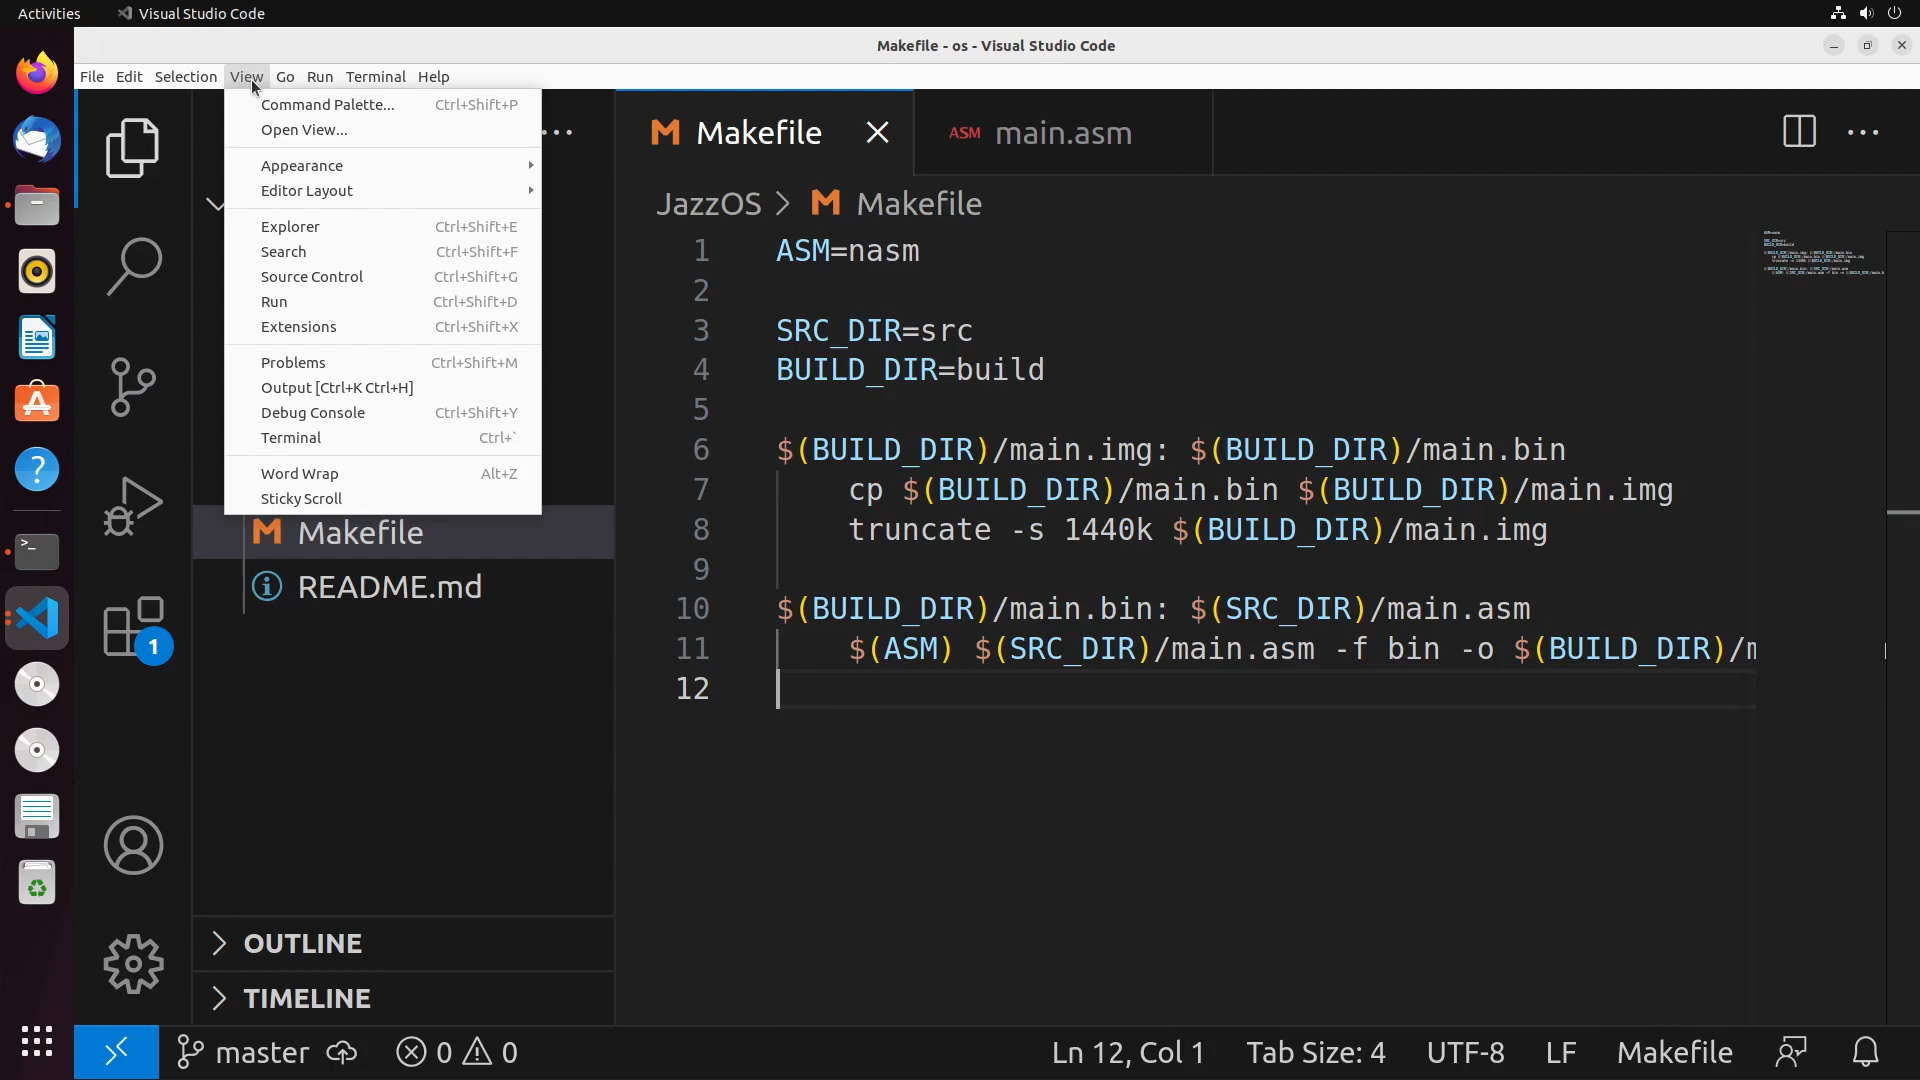 Activities
Visual Studio Code
Makefile - os - Visual Studio Code
File Edit Selection View Go Run Terminal Help
Command Palette... Ctrl+Shift+P
Open View...
Appearance
Editor Layout
Explorer Ctrl+Shift+E
Search Ctrl+Shift+F
Source Control Ctrl+Shift+G
Run Ctrl+Shift+D
Extensions Ctrl+Shift+X
Problems Ctrl+Shift+M
Output [Ctrl+K Ctrl+H]
Debug Console Ctrl+Shift+Y
Terminal Ctrl+`
Word Wrap Alt+Z
Sticky Scroll
M Makefile
README.md
OUTLINE
TIMELINE
1
M Makefile
ASM main.asm
JazzOS > M Makefile
1 ASM=nasm
2
3 SRC_DIR=src
4 BUILD_DIR=build
5
6 $(BUILD_DIR)/main.img: $(BUILD_DIR)/main.bin
7 cp $(BUILD_DIR)/main.bin $(BUILD_DIR)/main.img
8 truncate -s 1440k $(BUILD_DIR)/main.img
9
10 $(BUILD_DIR)/main.bin: $(SRC_DIR)/main.asm
11 $(ASM) $(SRC_DIR)/main.asm -f bin -o $(BUILD_DIR)/m
12
master 0 0 Ln 12, Col 1 Tab Size: 4 UTF-8 LF Makefile